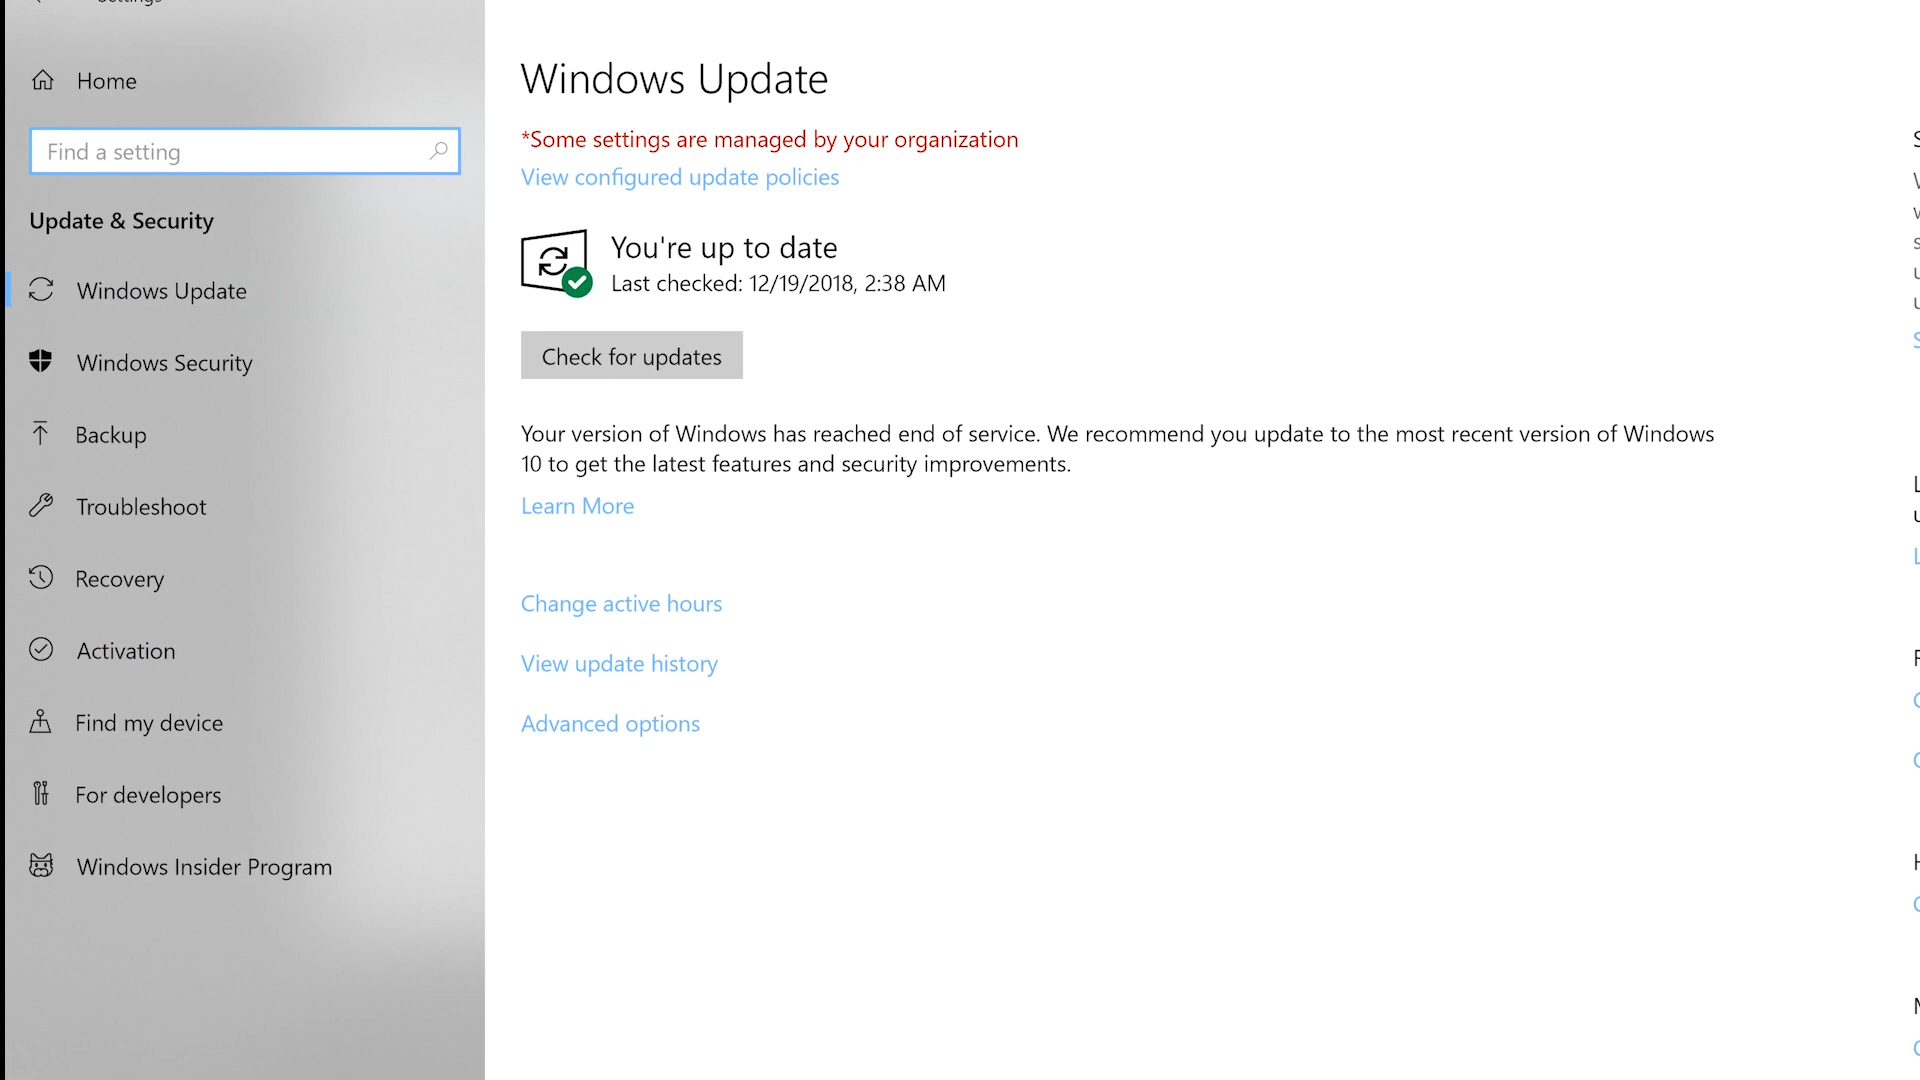 Home
Find a setting
Update & Security
Windows Update
Windows Security
Backup
Troubleshoot
Recovery
Activation
Find my device
For developers
Windows Insider Program
Windows Update
*Some settings are managed by your organization
View configured update policies
You're up to date
Last checked: 12/19/2018, 2:38 AM
Check for updates
Your version of Windows has reached end of service. We recommend you update to the most recent version of Windows
10 to get the latest features and security improvements.
Learn More
Change active hours
View update history
Advanced options